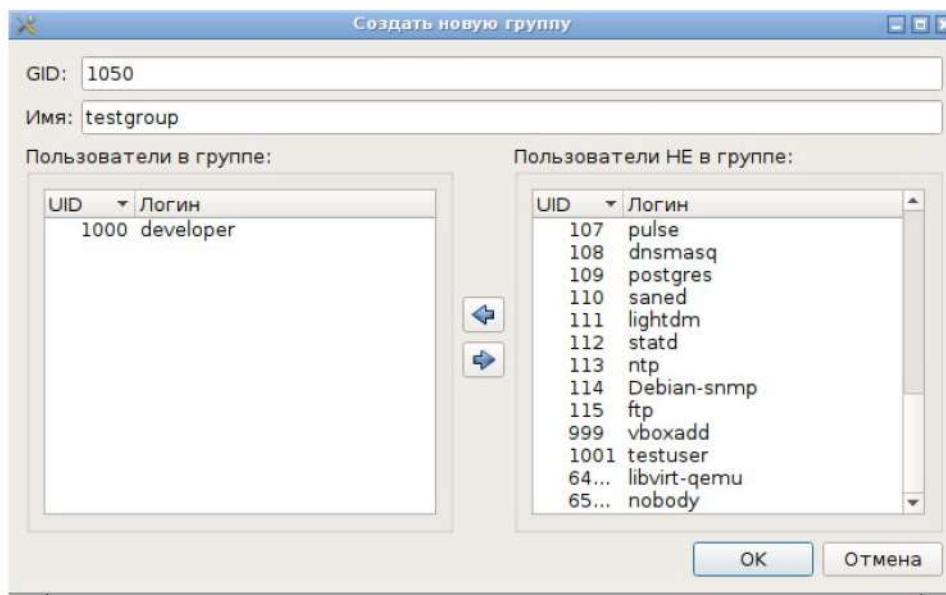 Создать новую группу
GID: 1050
Имя: testgroup
Пользователи в группе:
UID Логин
1000 developer
Пользователи НЕ в группе:
UID Логин
107 pulse
108 dnsmasq
109 postgres
110 saned
111 lightdm
112 statd
113 ntp
114 Debian-snmp
115 ftp
999 vboxadd
1001 testuser
64... libvirt-qemu
65... nobody
OK Отмена